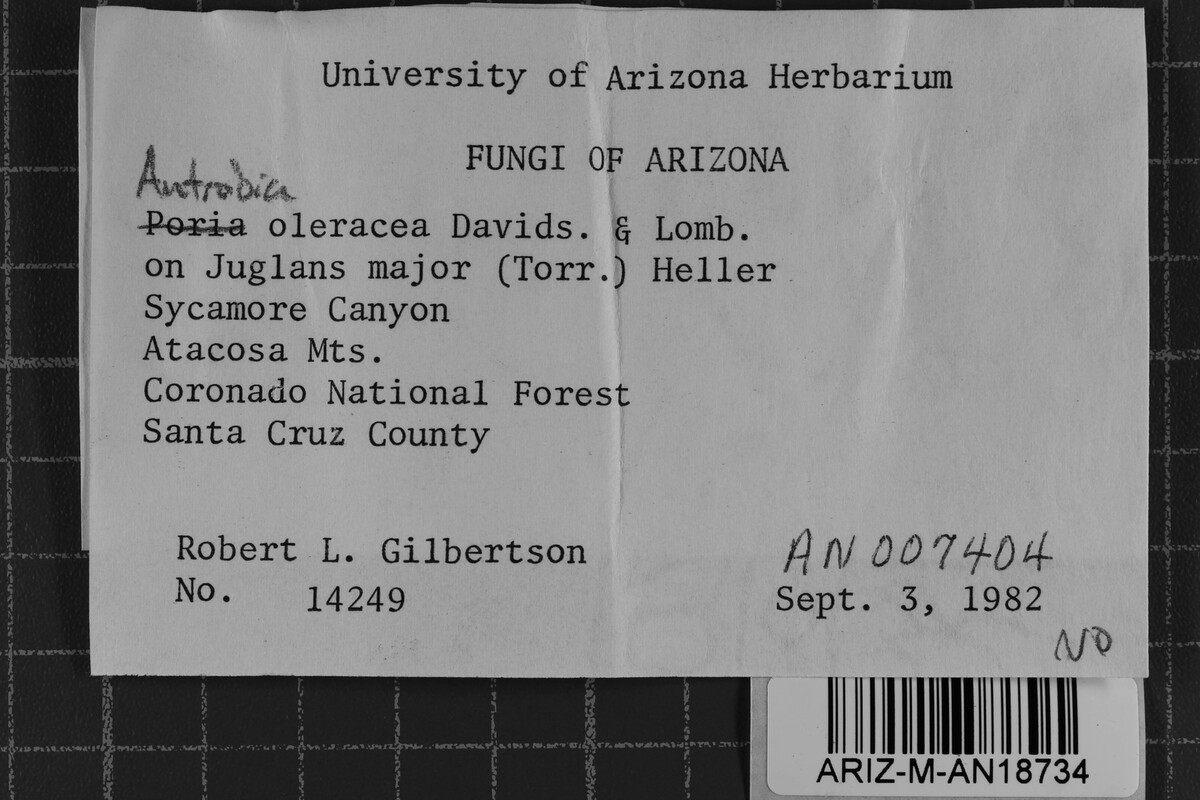 University of Arizona Herbarium
FUNGI OF ARIZONA
Antrodia
Poria oleracea Davids. & Lomb.
on Juglans major (Torr.) Heller
Sycamore Canyon
Atacosa Mts.
Coronado National Forest
Santa Cruz County
Robert L. Gilbertson
No. 14249
AN007404
Sept. 3, 1982
NO
ARIZ-M-AN18734